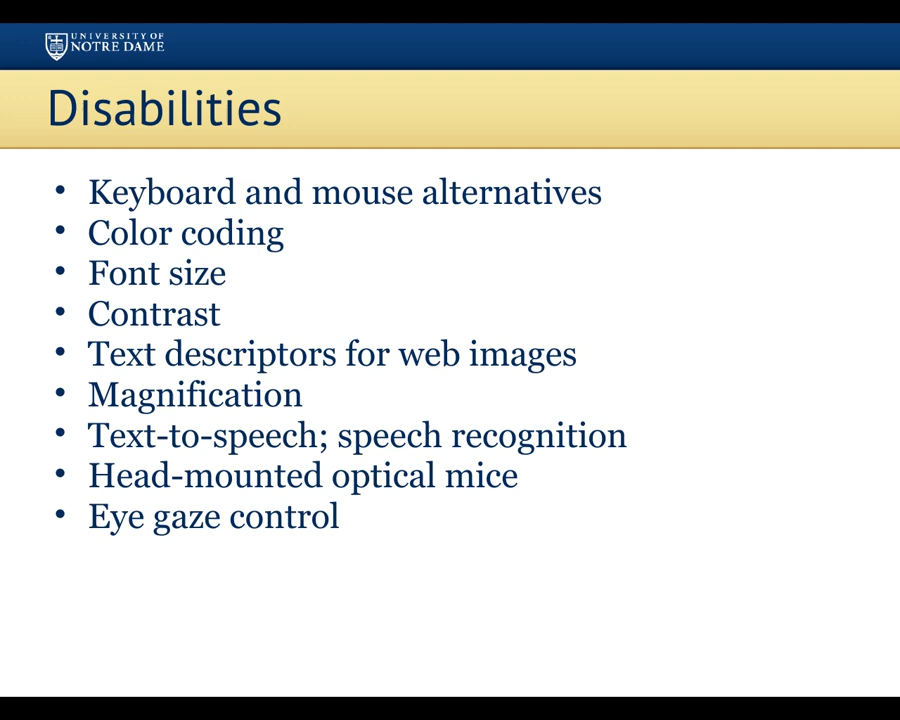 UNIVERSITY OF
NOTRE DAME
Disabilities
• Keyboard and mouse alternatives
• Color coding
• Font size
• Contrast
• Text descriptors for web images
• Magnification
• Text-to-speech; speech recognition
• Head-mounted optical mice
• Eye gaze control